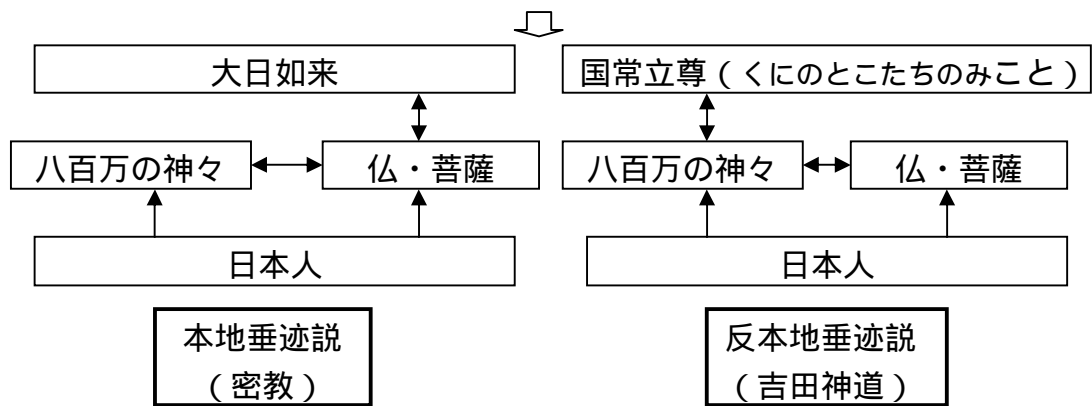 大日如来
国常立尊（くにのとこたちのみこと）
八百万の神々
仏・菩薩
八百万の神々
仏・菩薩
日本人
日本人
本地垂迹説
（密教）
反本地垂迹説
（吉田神道）